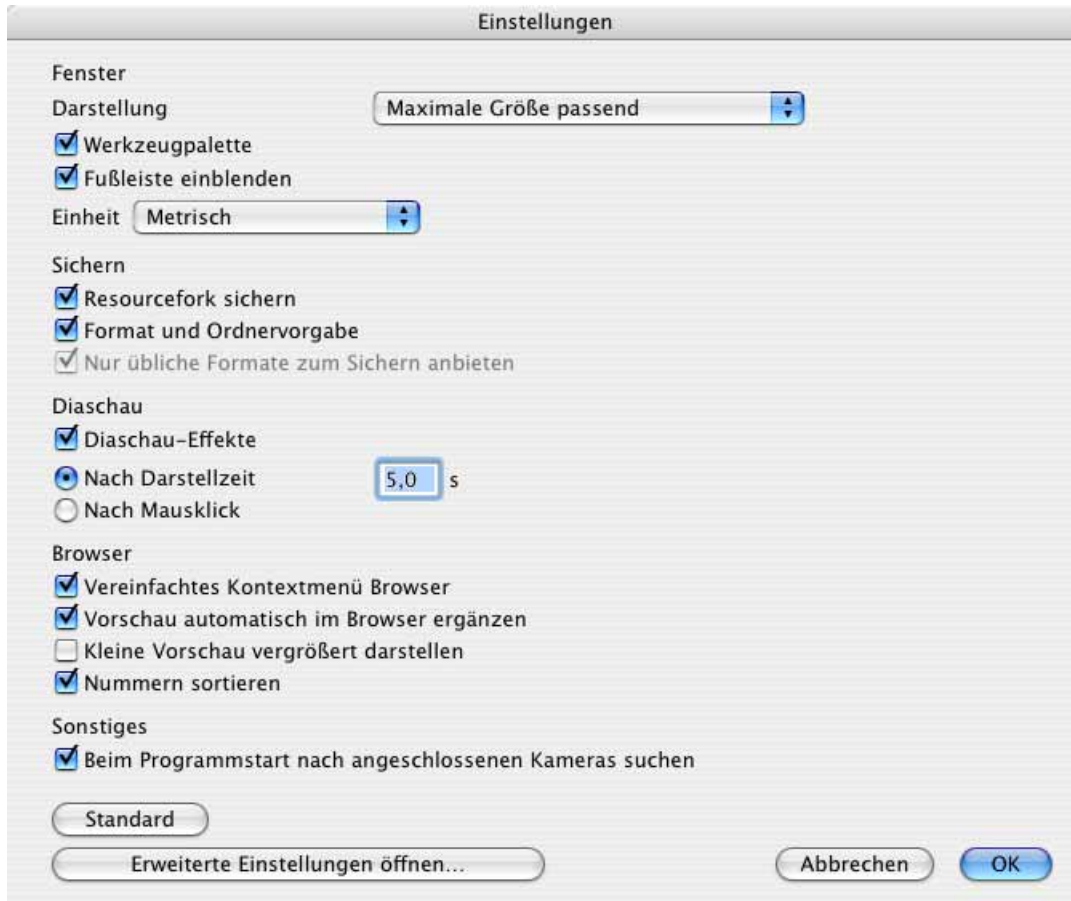 Einstellungen
Fenster
Darstellung Maximale Größe passend
Werkzeugpalette
Fußleiste einblenden
Einheit Metrisch
Sichern
Resourcefork sichern
Format und Ordnervorgabe
Nur übliche Formate zum Sichern anbieten
Diaschau
Diaschau-Effekte
Nach Darstellzeit 5,0 s
Nach Mausklick
Browser
Vereinfachtes Kontextmenü Browser
Vorschau automatisch im Browser ergänzen
Kleine Vorschau vergrößert darstellen
Nummern sortieren
Sonstiges
Beim Programmstart nach angeschlossenen Kameras suchen
Standard
Erweiterte Einstellungen öffnen... Abbrechen OK